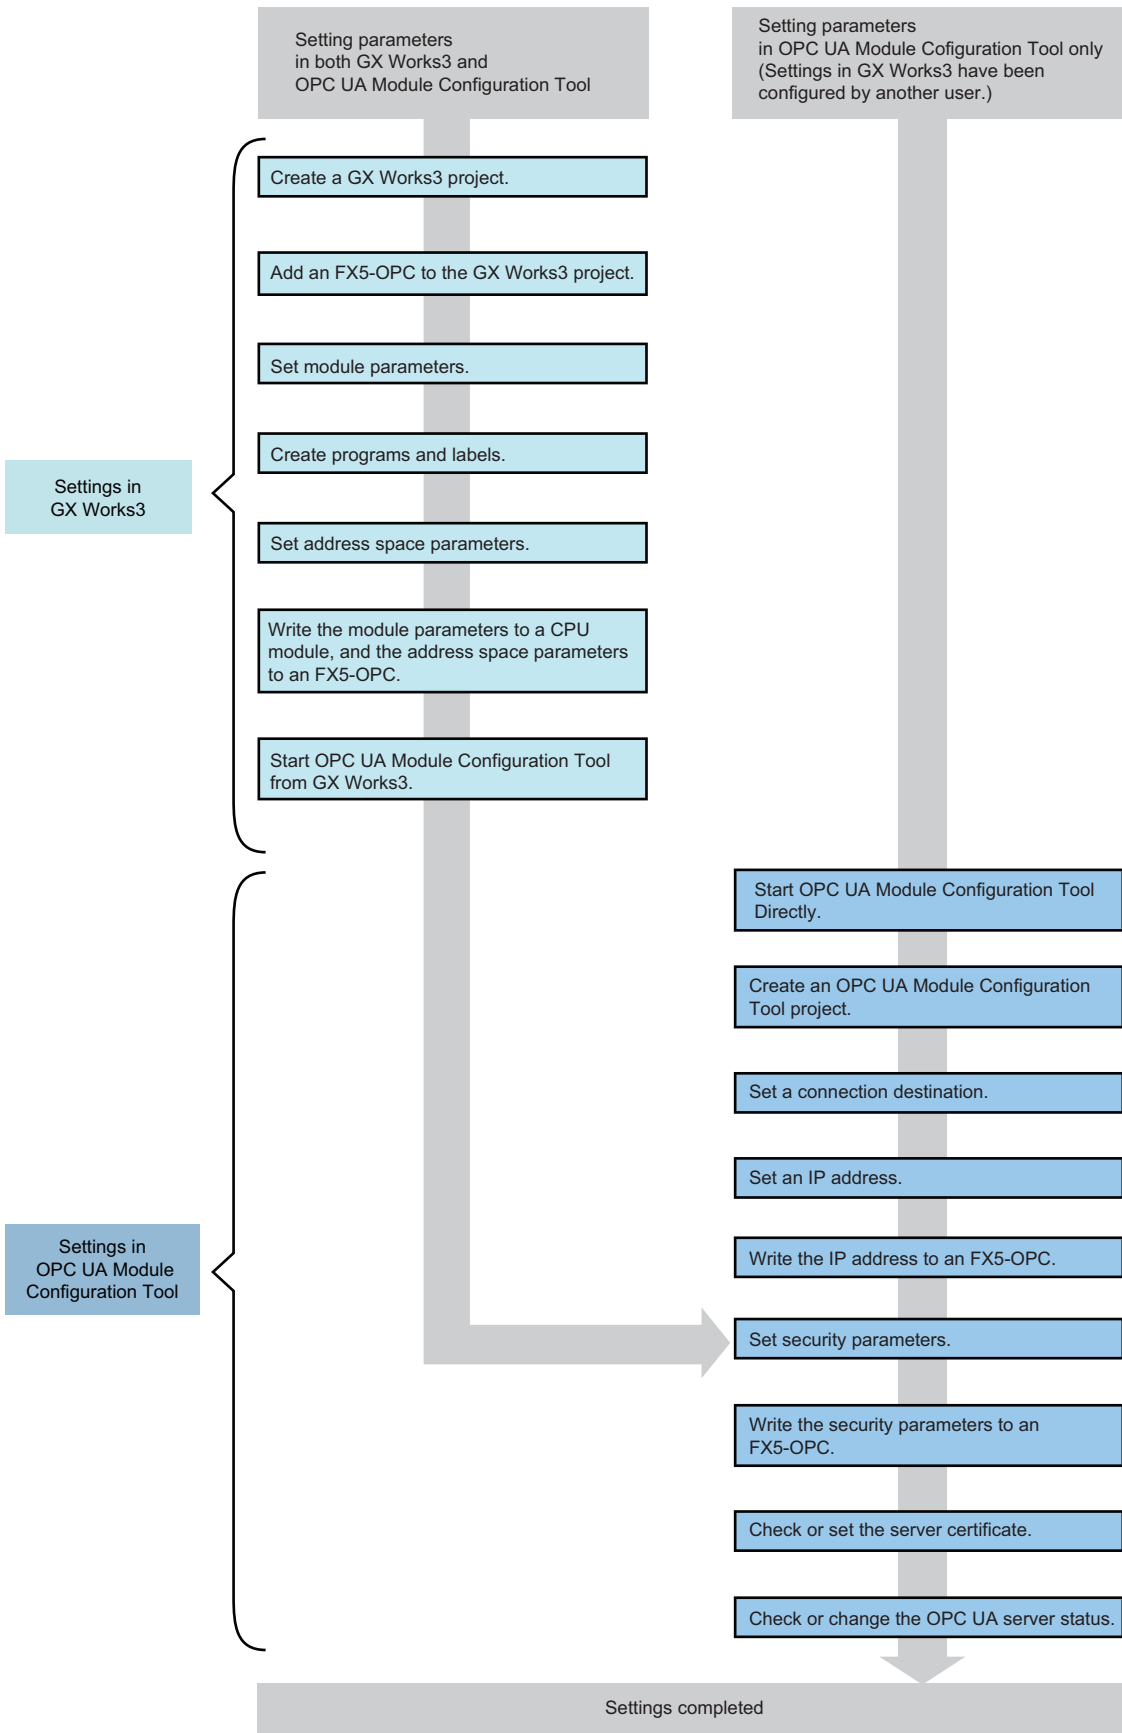 Setting parameters
in both GX Works3 and
OPC UA Module Configuration Tool
Setting parameters
in OPC UA Module Cofiguration Tool only
(Settings in GX Works3 have been
configured by another user.)
Create a GX Works3 project.
Add an FX5-OPC to the GX Works3 project.
Set module parameters.
Create programs and labels.
Settings in
GX Works3
Set address space parameters.
Write the module parameters to a CPU
module, and the address space parameters
to an FX5-OPC.
Start OPC UA Module Configuration Tool
from GX Works3.
Start OPC UA Module Configuration Tool
Directly.
Create an OPC UA Module Configuration
Tool project.
Set a connection destination.
Set an IP address.
Settings in
OPC UA Module
Configuration Tool
Write the IP address to an FX5-OPC.
Set security parameters.
Write the security parameters to an
FX5-OPC.
Check or set the server certificate.
Check or change the OPC UA server status.
Settings completed